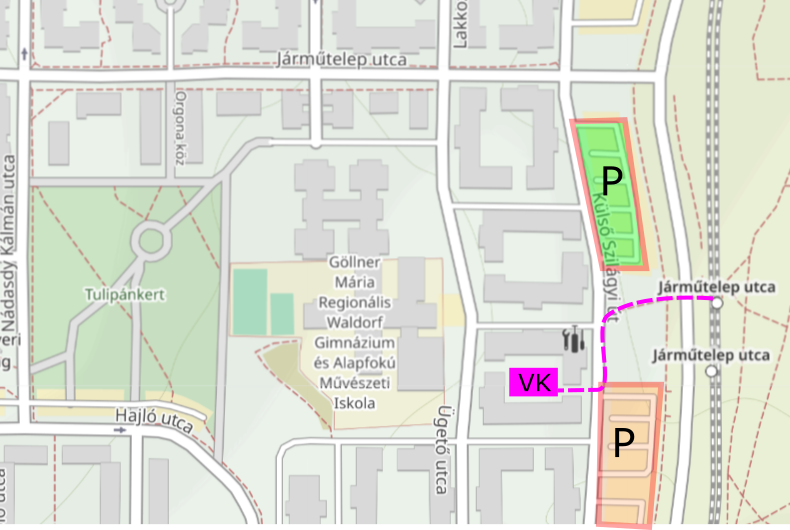 Lakko
Járműtelep utca
Orgona köz
P
Külső Szilágyi út
Nádasdy Kálmán utca
Tulipánkert
Göllner
Mária
Regionális
Waldorf
Gimnázium
és Alapfokú
Művészeti
Iskola
Járműtelep utca
Járműtelep utca
VK
Hajló utca
Ügető utca
P